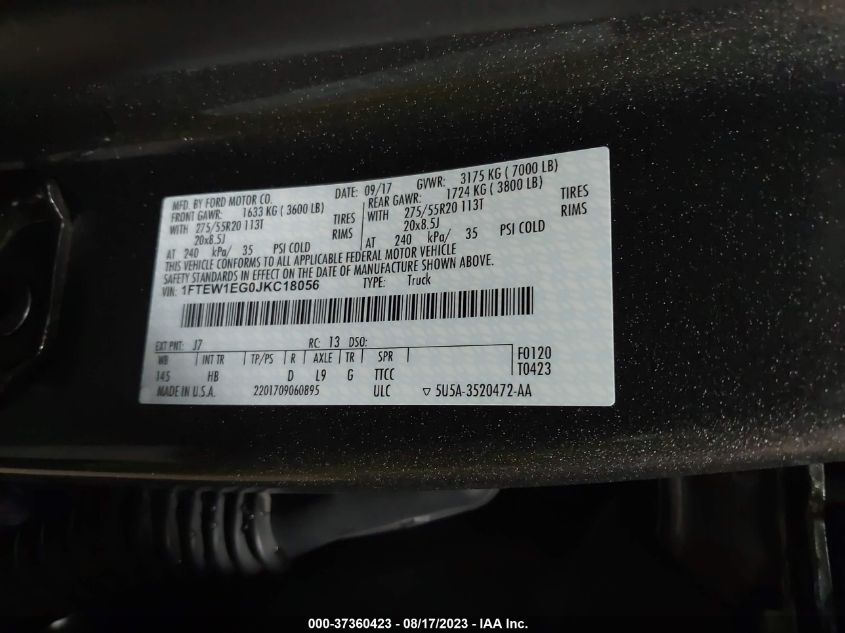 MFD. BY FORD MOTOR CO. DATE: 09/17 GVWR: 3175 KG ( 7000 LB)
FRONT GAWR: 1633 KG ( 3600 LB) REAR GAWR: 1724 KG ( 3800 LB)
WITH 275/55R20 113T TIRES WITH 275/55R20 113T TIRES
20x8.5J RIMS 20x8.5J RIMS
AT 240 kPa/ 35 PSI COLD AT 240 kPa/ 35 PSI COLD
THIS VEHICLE CONFORMS TO ALL APPLICABLE FEDERAL MOTOR VEHICLE
SAFETY STANDARDS IN EFFECT ON THE DATE OF MANUFACTURE SHOWN ABOVE.
VIN: 1FTEW1EG0JKC18056 TYPE: Truck
EXT PNT: J7 RC: 13 DSO:
WB INT TR TP/PS R AXLE TR SPR F0120
145 HB D L9 G TTCC T0423
MADE IN U.S.A. 2201709060895 ULC ▽ 5U5A-3520472-AA
000-37360423 - 08/17/2023 - IAA Inc.